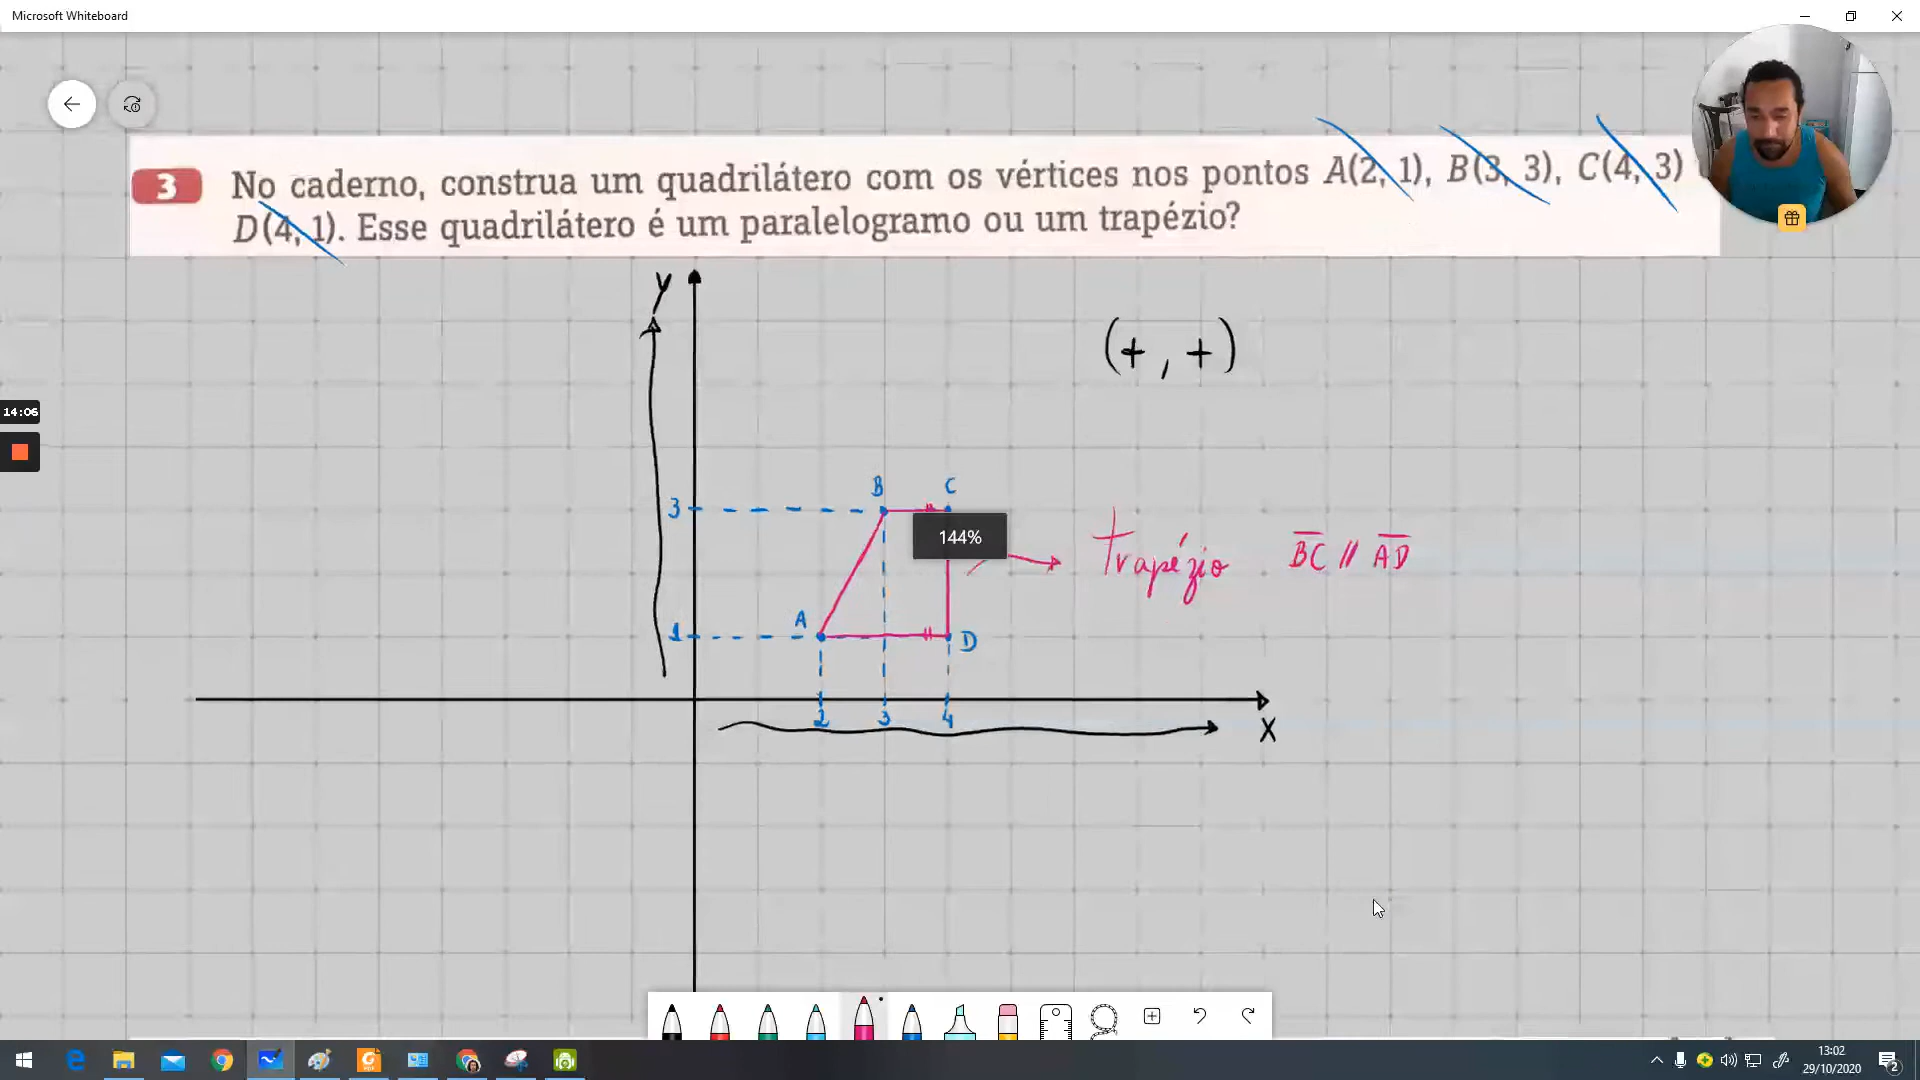 Microsoft Whiteboard
3 No caderno, construa um quadrilátero com os vértices nos pontos A(2, 1), B(3, 3), C(4, 3)
D(4, 1). Esse quadrilátero é um paralelogramo ou um trapézio?
Y
(+, +)
14:06
B C
3
144%
Trapézio BC // AD
A
1 D
2 3 4
X
13:02
29/10/2020
2